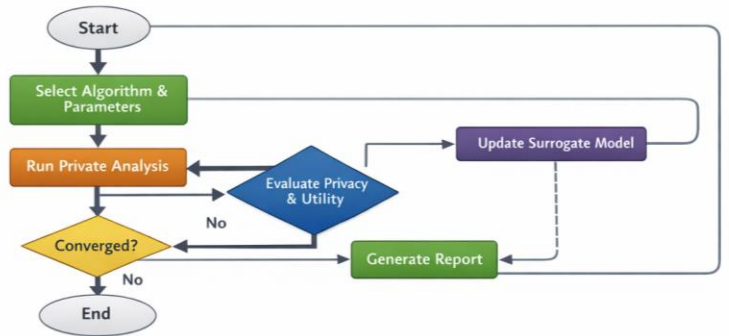 Start
Select Algorithm &
Parameters
Run Private Analysis
Evaluate Privacy
& Utility
Update Surrogate Model
No
Converged?
Generate Report
No
End